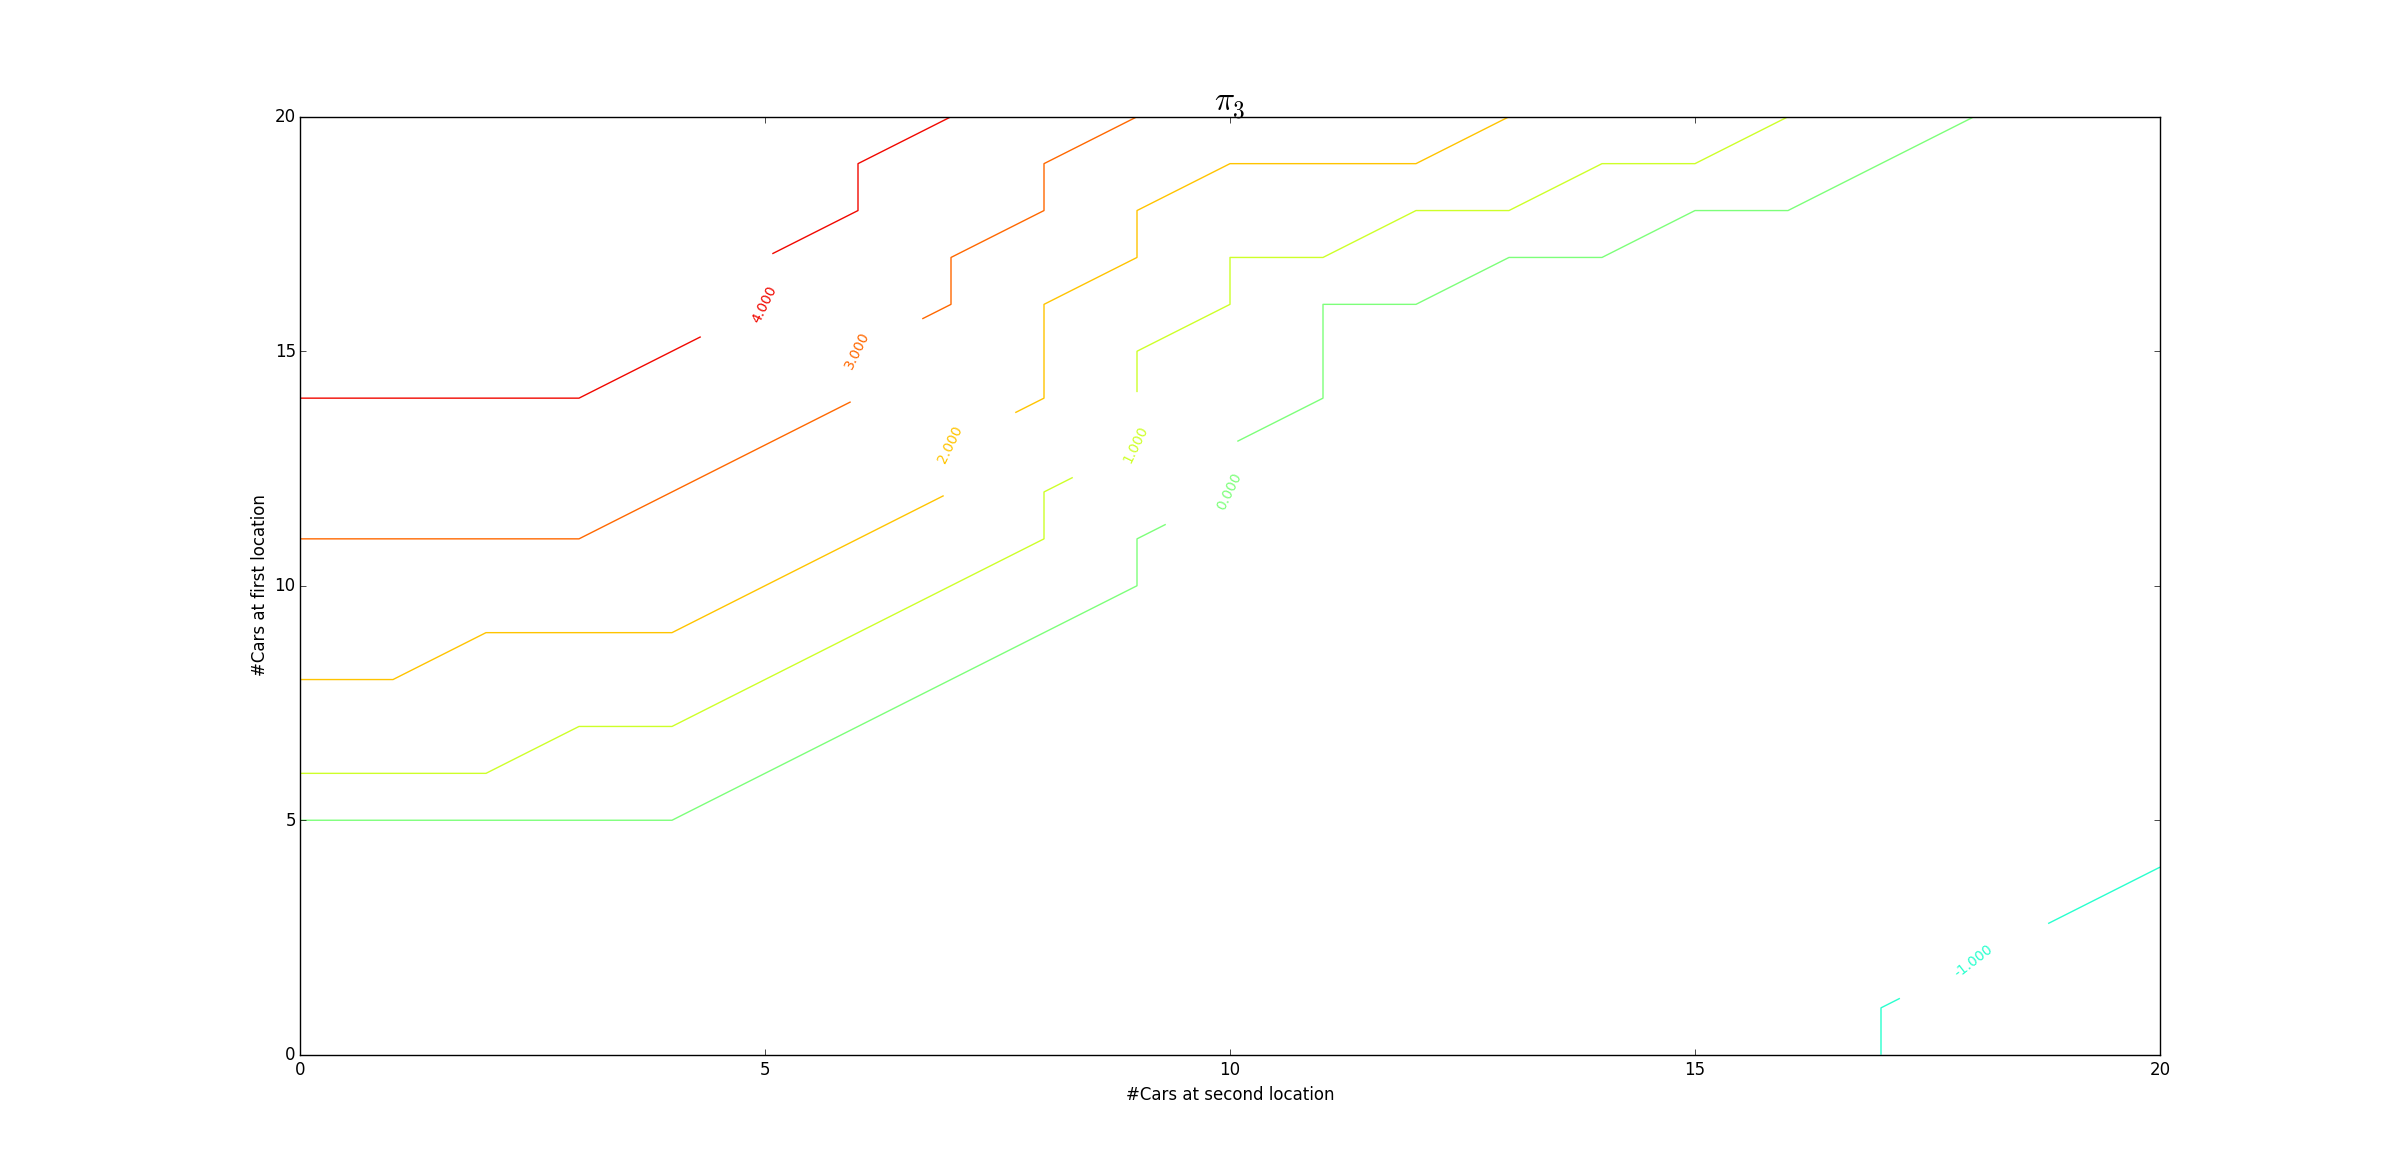 π₃
20
15
10
5
0
#Cars at first location
4.000
3.000
2.000
1.000
0.000
-1.000
0 5 10 15 20
#Cars at second location